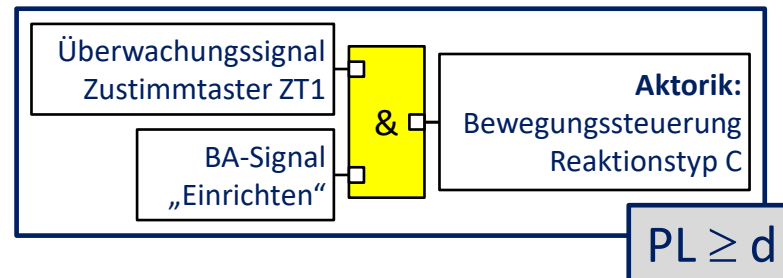 Überwachungssignal
Zustimmtaster ZT1
BA-Signal
„Einrichten“
&
Aktorik:
Bewegungssteuerung
Reaktionstyp C
PL ≥ d